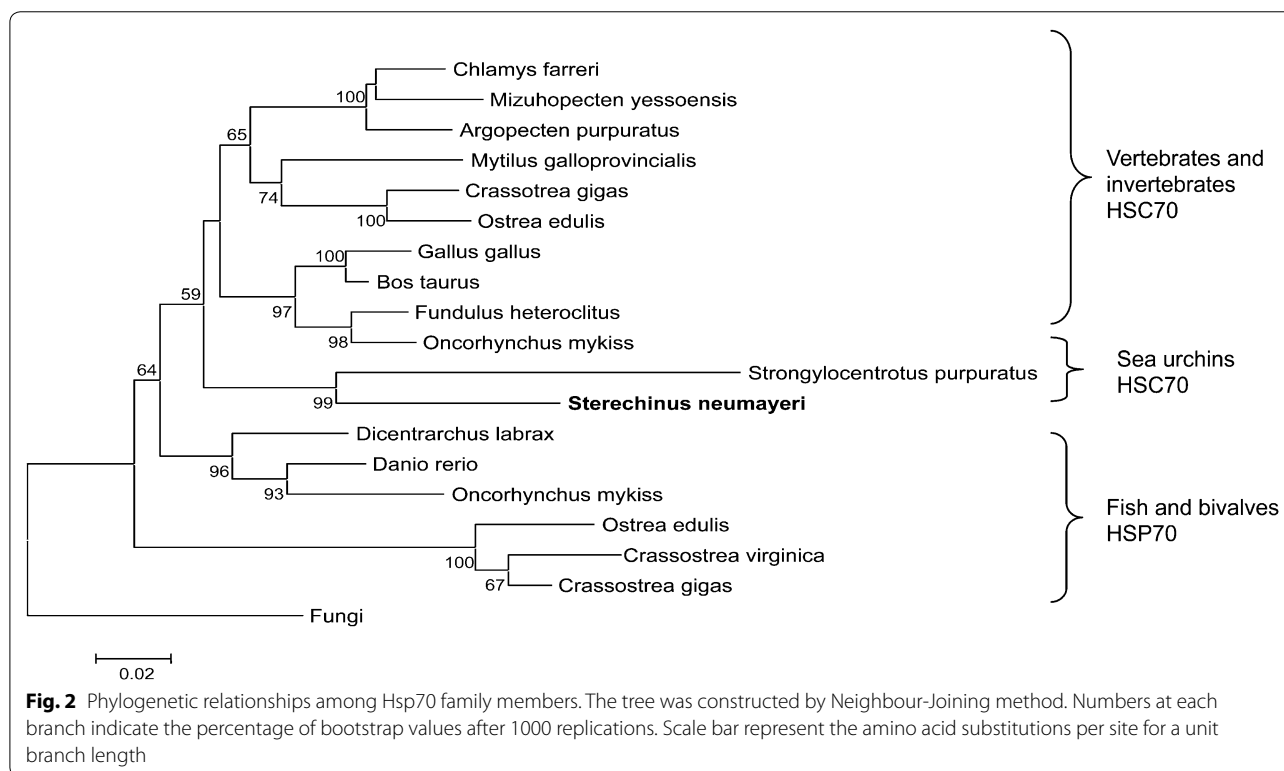 Chlamys farreri
100
Mizuhopecten yessoensis
65
Argopecten purpuratus
Mytilus galloprovincialis
74
Crassotrea gigas
100
Ostrea edulis
Vertebrates and
invertebrates
HSC70
100
Gallus gallus
Bos taurus
59
97
Fundulus heteroclitus
98
Oncorhynchus mykiss
64
Strongylocentrotus purpuratus
99
Sterechinus neumayeri
Sea urchins
HSC70
Dicentrarchus labrax
96
Danio rerio
93
Oncorhynchus mykiss
Ostrea edulis
100
Crassostrea virginica
67
Crassostrea gigas
Fish and bivalves
HSP70
Fungi
0.02
Fig. 2 Phylogenetic relationships among Hsp70 family members. The tree was constructed by Neighbour-Joining method. Numbers at each
branch indicate the percentage of bootstrap values after 1000 replications. Scale bar represent the amino acid substitutions per site for a unit
branch length